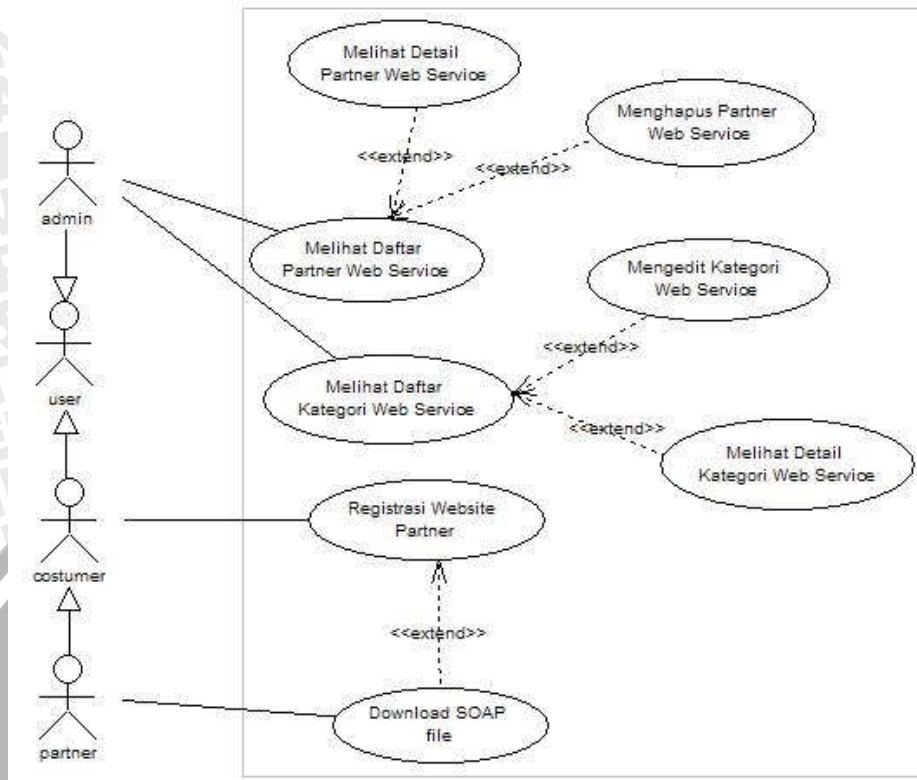 Melihat Detail
Partner Web Service
Menghapus Partner
Web Service
<<extend>>
<<extend>>
admin
Melihat Daftar
Partner Web Service
Mengedit Kategori
Web Service
<<extend>>
user
Melihat Daftar
Kategori Web Service
<<extend>>
Melihat Detail
Kategori Web Service
Registrasi Website
Partner
costumer
<<extend>>
Download SOAP
file
partner